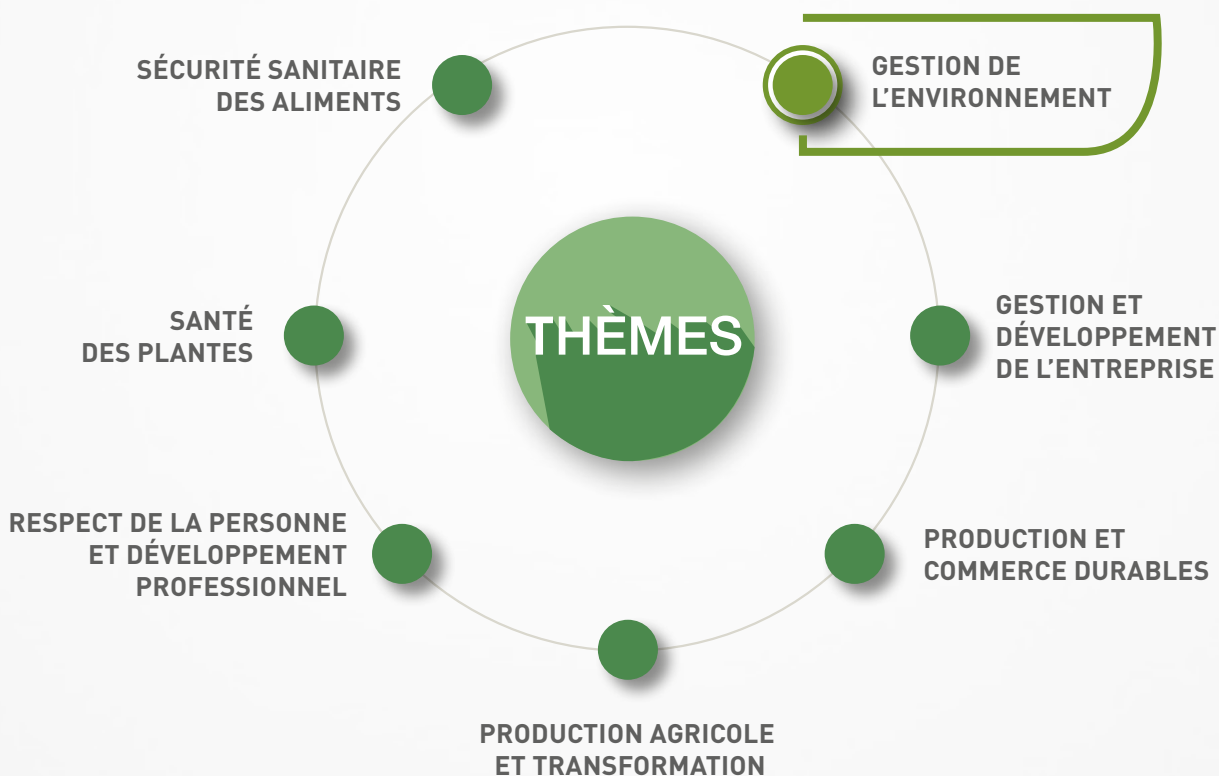 SÉCURITÉ SANITAIRE
DES ALIMENTS
GESTION DE
L'ENVIRONNEMENT
SANTÉ
DES PLANTES
THÈMES
GESTION ET
DÉVELOPPEMENT
DE L'ENTREPRISE
RESPECT DE LA PERSONNE
ET DÉVELOPPEMENT
PROFESSIONNEL
PRODUCTION ET
COMMERCE DURABLES
PRODUCTION AGRICOLE
ET TRANSFORMATION